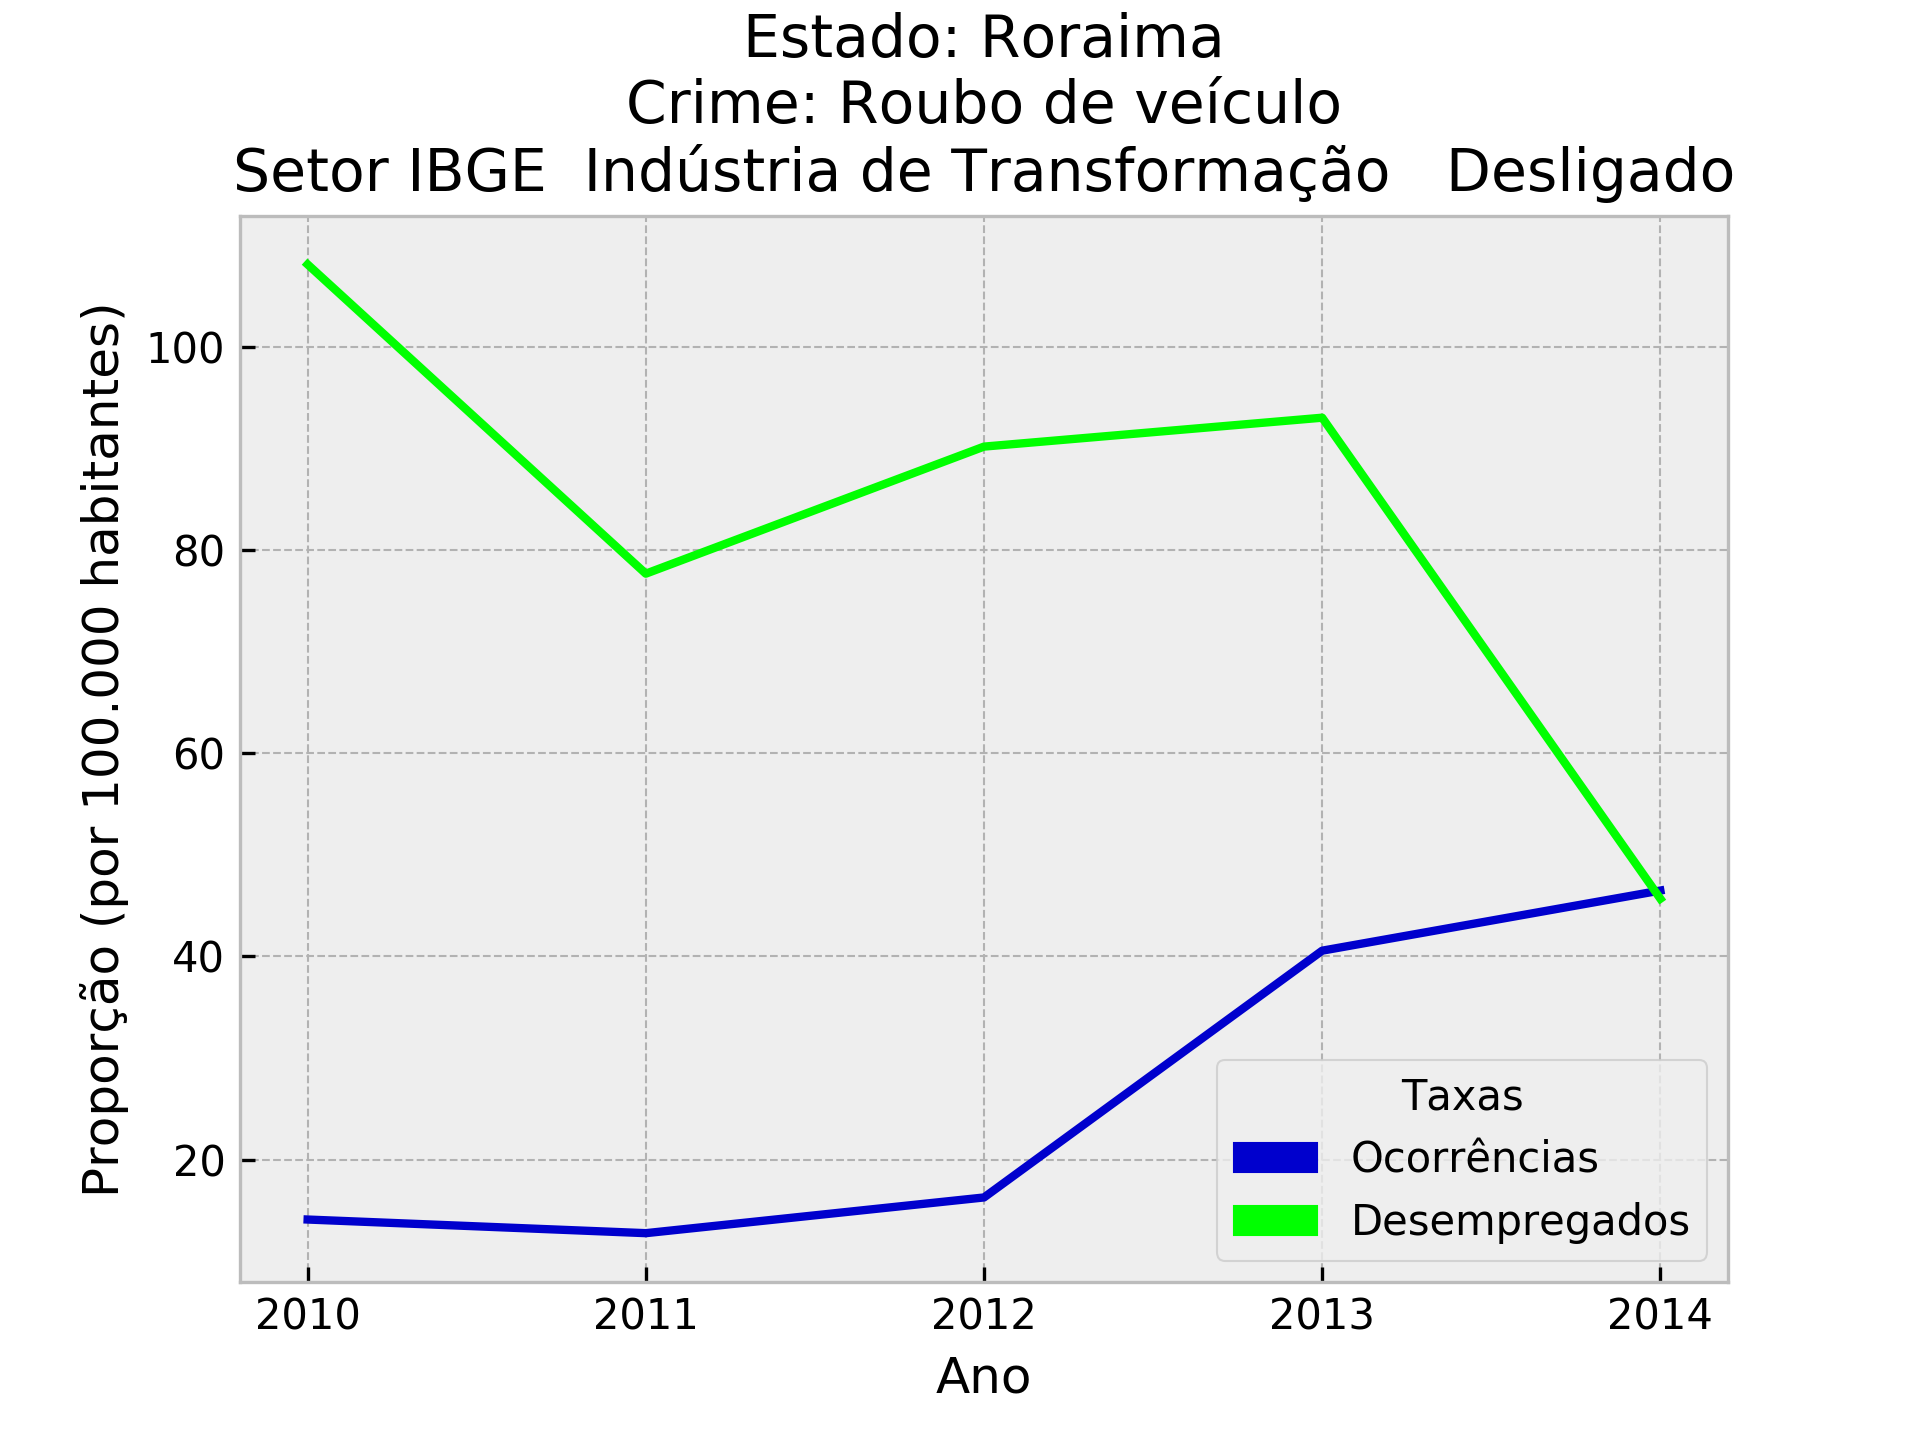 Estado: Roraima
Crime: Roubo de veículo
Setor IBGE  Indústria de Transformação   Desligado
Proporção (por 100.000 habitantes)
100
80
60
40
20
Taxas
Ocorrências
Desempregados
2010 2011 2012 2013 2014
Ano